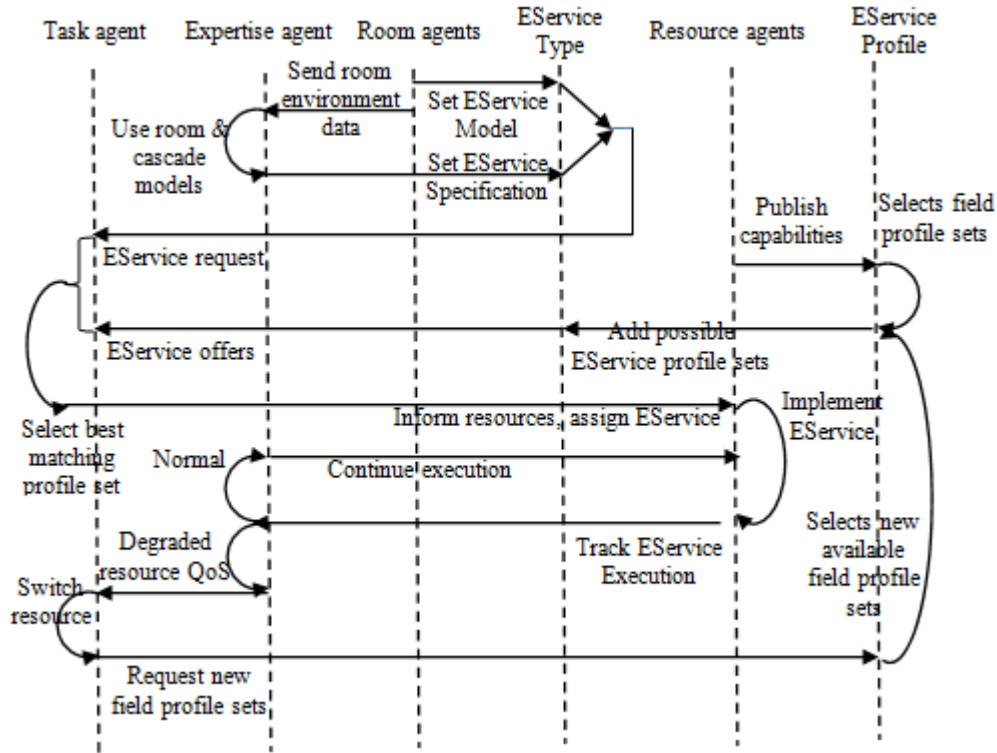 Task agent
Expertise agent
Room agents
EService
Type
Resource agents
EService
Profile
Send room
environment
data
Set EService
Model
Use room &
cascade
models
Set EService
Specification
Publish
capabilities
Selects field
profile sets
EService request
EService offers
Add possible
EService profile sets
Inform resources, assign EService
Implement
EService
Select best
matching
profile set
Normal
Continue execution
Degraded
resource QoS
Track EService
Execution
Selects new
available
field profile
sets
Switch
resource
Request new
field profile sets